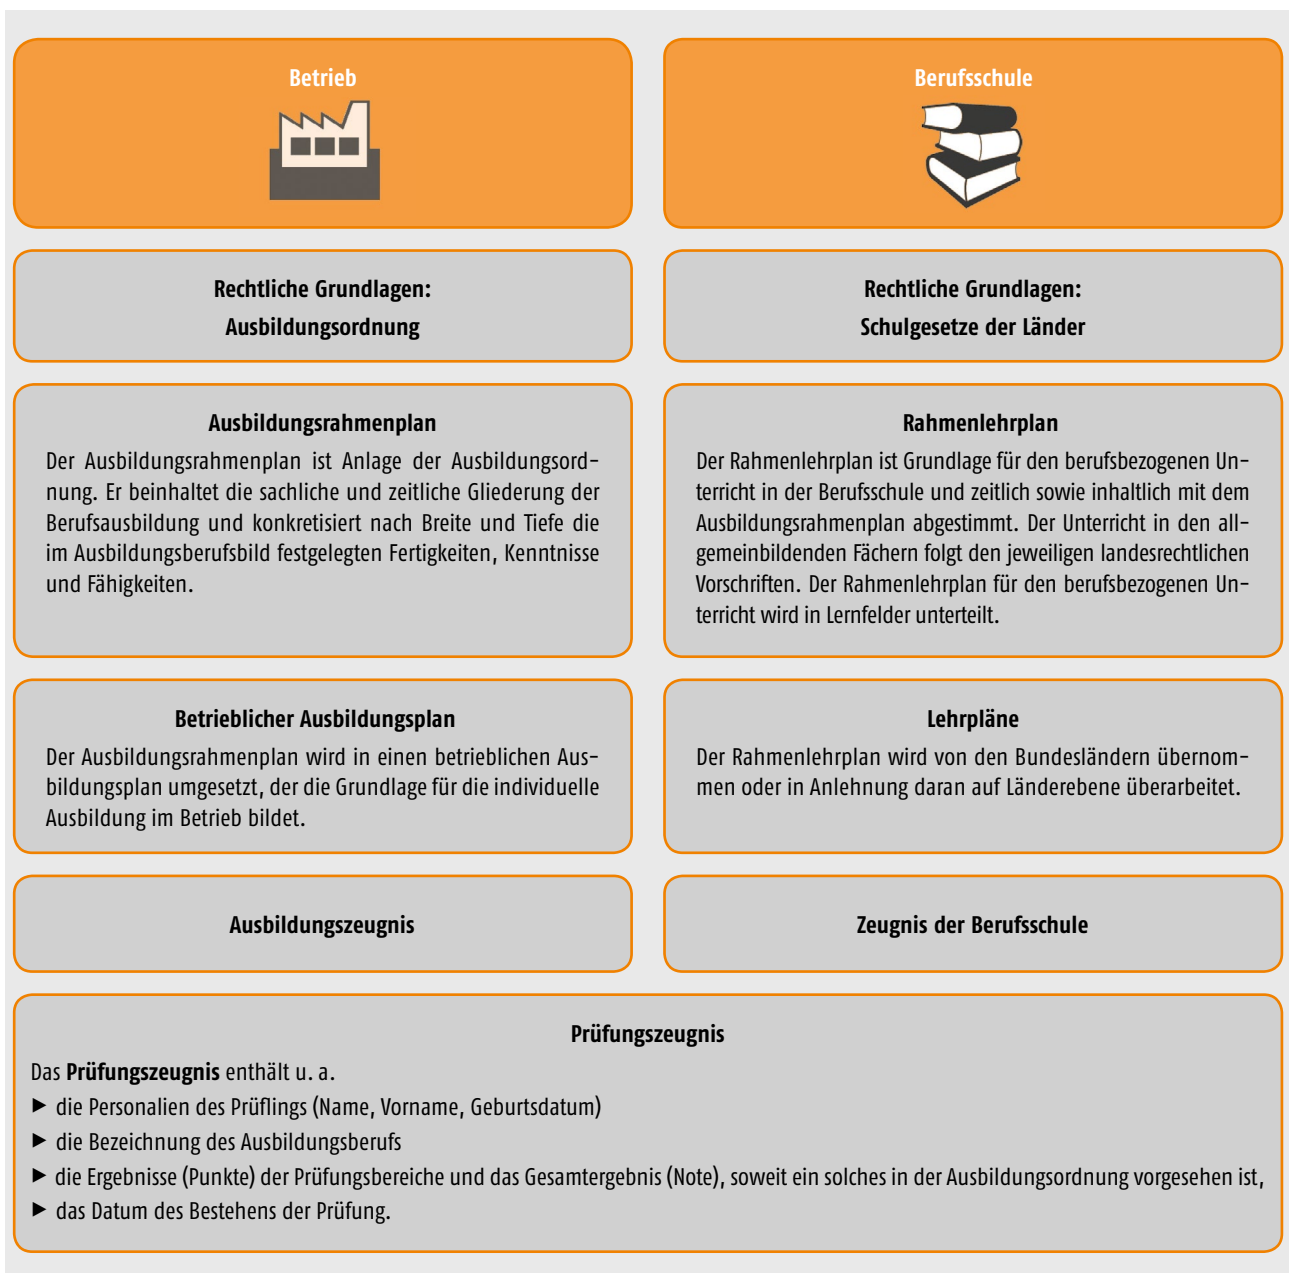 Betrieb
Berufsschule
Rechtliche Grundlagen:
Ausbildungsordnung
Rechtliche Grundlagen:
Schulgesetze der Länder
Ausbildungsrahmenplan
Der Ausbildungsrahmenplan ist Anlage der Ausbildungsord-
nung. Er beinhaltet die sachliche und zeitliche Gliederung der
Berufsausbildung und konkretisiert nach Breite und Tiefe die
im Ausbildungsberufsbild festgelegten Fertigkeiten, Kenntnisse
und Fähigkeiten.
Rahmenlehrplan
Der Rahmenlehrplan ist Grundlage für den berufsbezogenen Un-
terricht in der Berufsschule und zeitlich sowie inhaltlich mit dem
Ausbildungsrahmenplan abgestimmt. Der Unterricht in den all-
gemeinbildenden Fächern folgt den jeweiligen landesrechtlichen
Vorschriften. Der Rahmenlehrplan für den berufsbezogenen Un-
terricht wird in Lernfelder unterteilt.
Betrieblicher Ausbildungsplan
Der Ausbildungsrahmenplan wird in einen betrieblichen Aus-
bildungsplan umgesetzt, der die Grundlage für die individuelle
Ausbildung im Betrieb bildet.
Lehrpläne
Der Rahmenlehrplan wird von den Bundesländern übernom-
men oder in Anlehnung daran auf Länderebene überarbeitet.
Ausbildungszeugnis
Zeugnis der Berufsschule
Prüfungszeugnis
Das Prüfungszeugnis enthält u. a.
► die Personalien des Prüflings (Name, Vorname, Geburtsdatum)
► die Bezeichnung des Ausbildungsberufs
► die Ergebnisse (Punkte) der Prüfungsbereiche und das Gesamtergebnis (Note), soweit ein solches in der Ausbildungsordnung vorgesehen ist,
► das Datum des Bestehens der Prüfung.